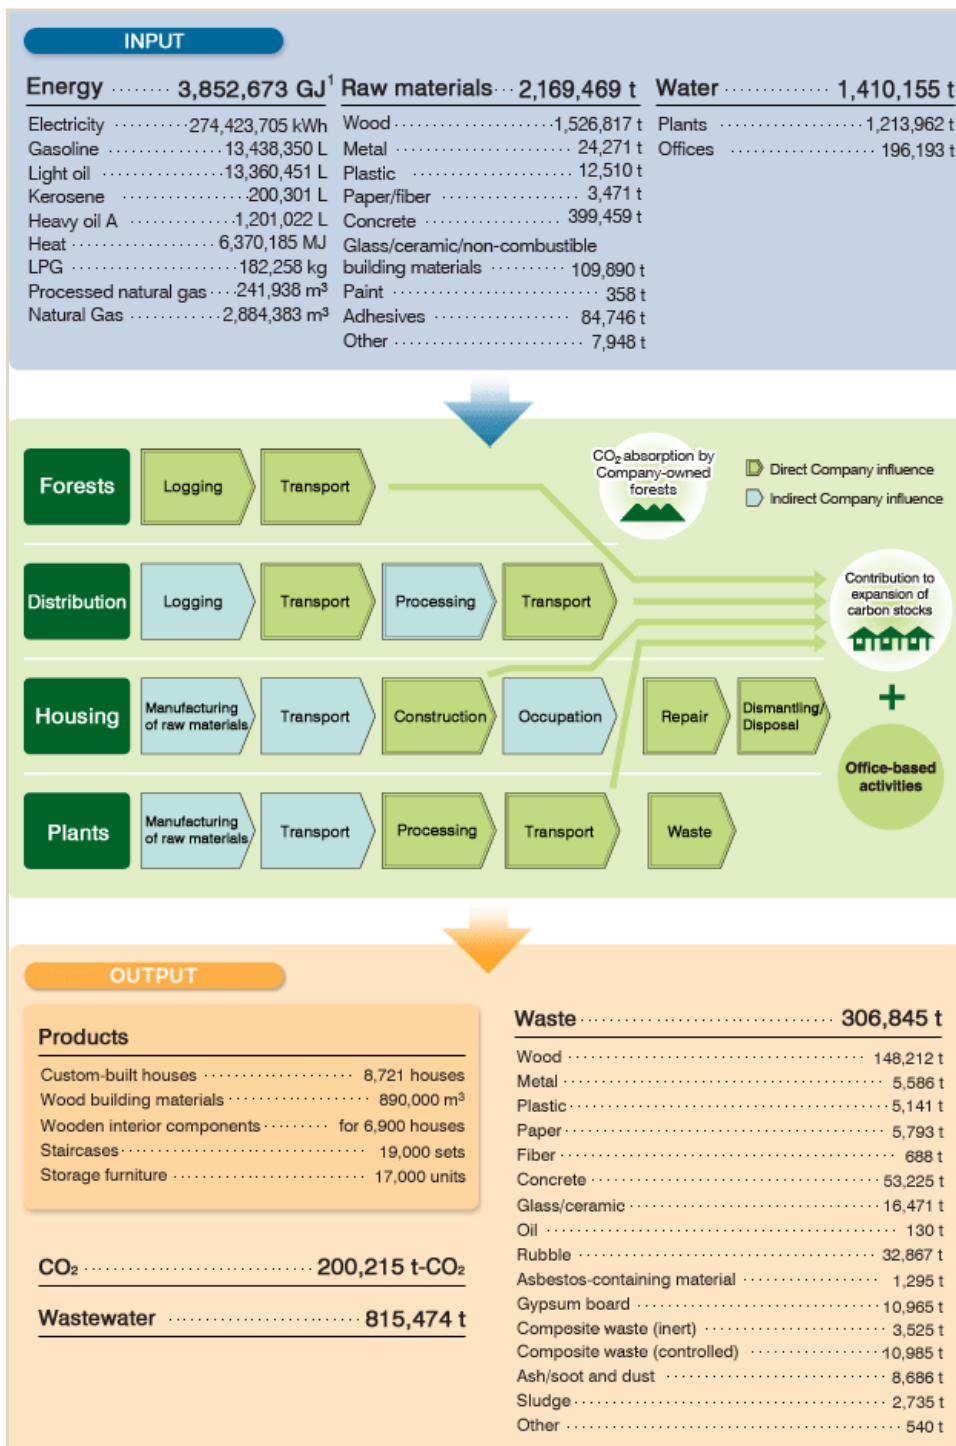 INPUT
Energy ········ 3,852,673 GJ¹
Electricity ·········· 274,423,705 kWh
Gasoline ················ 13,438,350 L
Light oil ················· 13,360,451 L
Kerosene ·················· 200,301 L
Heavy oil A ··············· 1,201,022 L
Heat ····················· 6,370,185 MJ
LPG ························ 182,258 kg
Processed natural gas ···· 241,938 m³
Natural Gas ············· 2,884,383 m³
Raw materials ··· 2,169,469 t
Wood ························ 1,526,817 t
Metal ························· 24,271 t
Plastic ························ 12,510 t
Paper/fiber ···················· 3,471 t
Concrete ····················· 399,459 t
Glass/ceramic/non-combustible
building materials ·········· 109,890 t
Paint ···························· 358 t
Adhesives ···················· 84,746 t
Other ·························· 7,948 t
Water ············· 1,410,155 t
Plants ························ 1,213,962 t
Offices ························ 196,193 t
Forests
Logging
Transport
CO₂ absorption by
Company-owned
forests
Direct Company influence
Indirect Company influence
Distribution
Logging
Transport
Processing
Transport
Contribution to
expansion of
carbon stocks
Housing
Manufacturing
of raw materials
Transport
Construction
Occupation
Repair
Dismantling/
Disposal
+
Office-based
activities
Plants
Manufacturing
of raw materials
Transport
Processing
Transport
Waste
OUTPUT
Products
Custom-built houses ·················· 8,721 houses
Wood building materials ··············· 890,000 m³
Wooden interior components ········· for 6,900 houses
Staircases ····························· 19,000 sets
Storage furniture ······················· 17,000 units
CO₂ ···························· 200,215 t-CO₂
Wastewater ···················· 815,474 t
Waste ································ 306,845 t
Wood ································· 148,212 t
Metal ·································· 5,586 t
Plastic ································· 5,141 t
Paper ·································· 5,793 t
Fiber ···································· 688 t
Concrete ······························ 53,225 t
Glass/ceramic ························· 16,471 t
Oil ······································ 130 t
Rubble ································ 32,867 t
Asbestos-containing material ············ 1,295 t
Gypsum board ························ 10,965 t
Composite waste (inert) ················· 3,525 t
Composite waste (controlled) ············ 10,985 t
Ash/soot and dust ······················ 8,686 t
Sludge ································· 2,735 t
Other ··································· 540 t